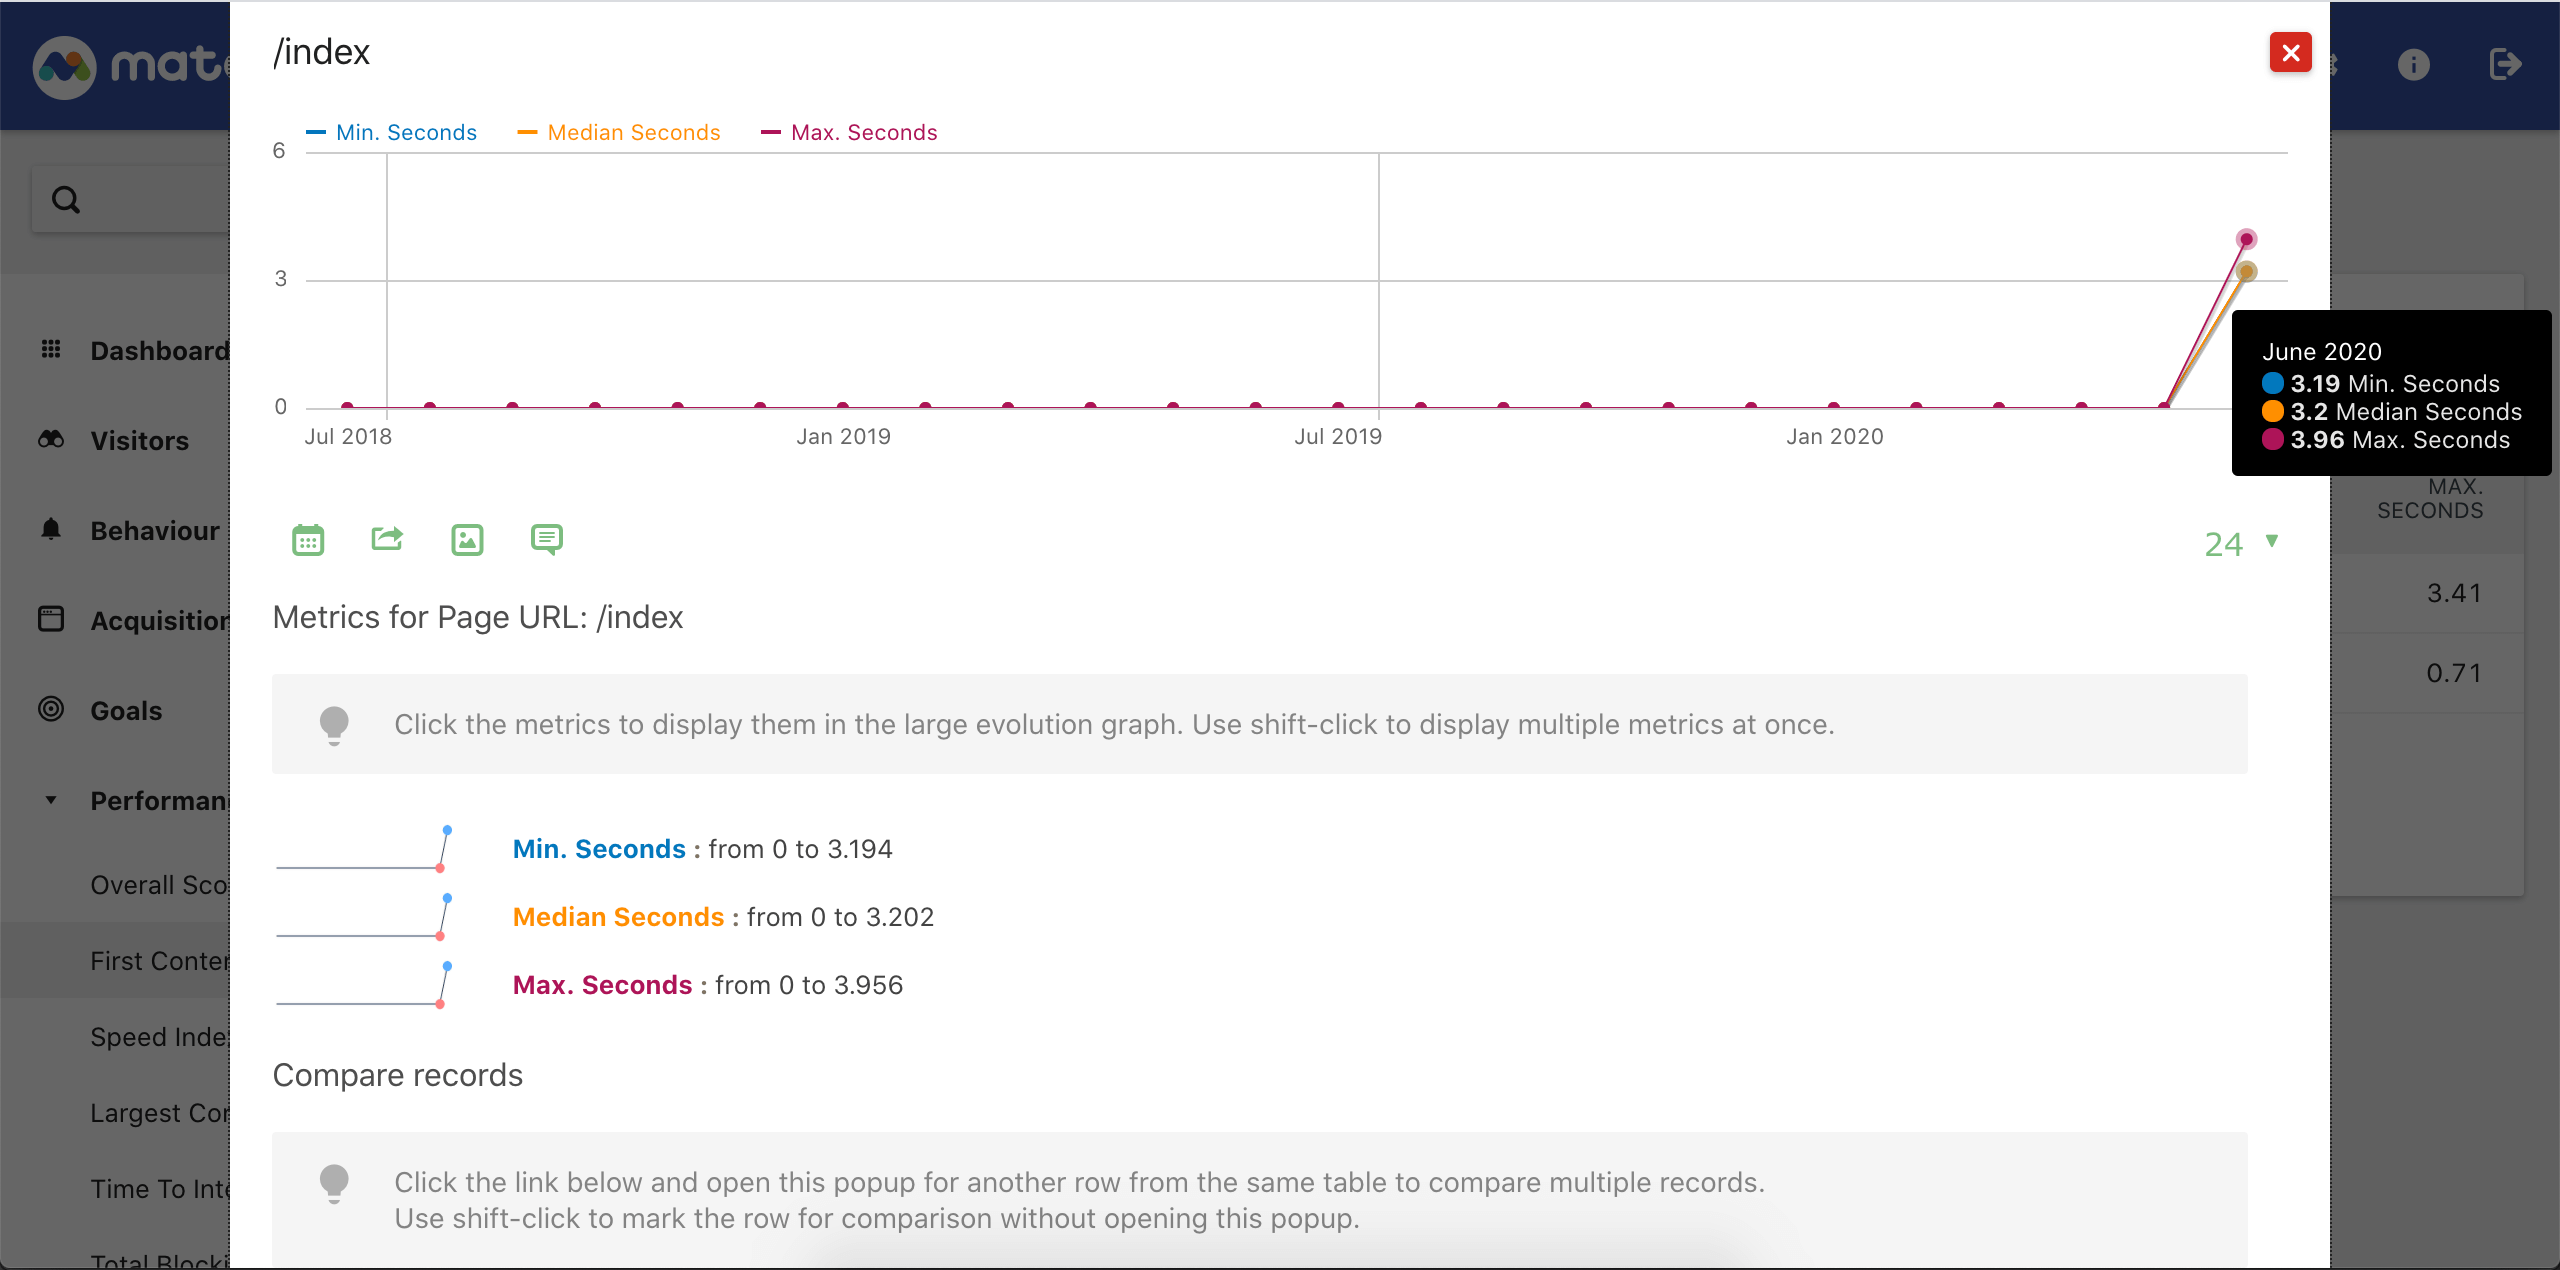 /index
Min. Seconds
Median Seconds
Max. Seconds
6
3
0
Jul 2018
Jan 2019
Jul 2019
Jan 2020
June 2020
3.19 Min. Seconds
3.2 Median Seconds
3.96 Max. Seconds
24
Metrics for Page URL: /index
Click the metrics to display them in the large evolution graph. Use shift-click to display multiple metrics at once.
Min. Seconds : from 0 to 3.194
Median Seconds : from 0 to 3.202
Max. Seconds : from 0 to 3.956
Compare records
Click the link below and open this popup for another row from the same table to compare multiple records.
Use shift-click to mark the row for comparison without opening this popup.
mat
Dashboard
Visitors
Behaviour
Acquisition
Goals
Performan
Overall Sco
First Conten
Speed Index
Largest Con
Time To Inte
Total Blocki
MAX.
SECONDS
3.41
0.71